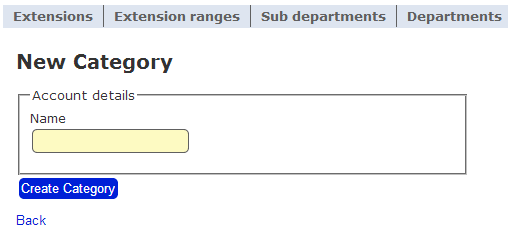 Extensions Extension ranges Sub departments Departments
New Category
Account details
Name
Create Category
Back